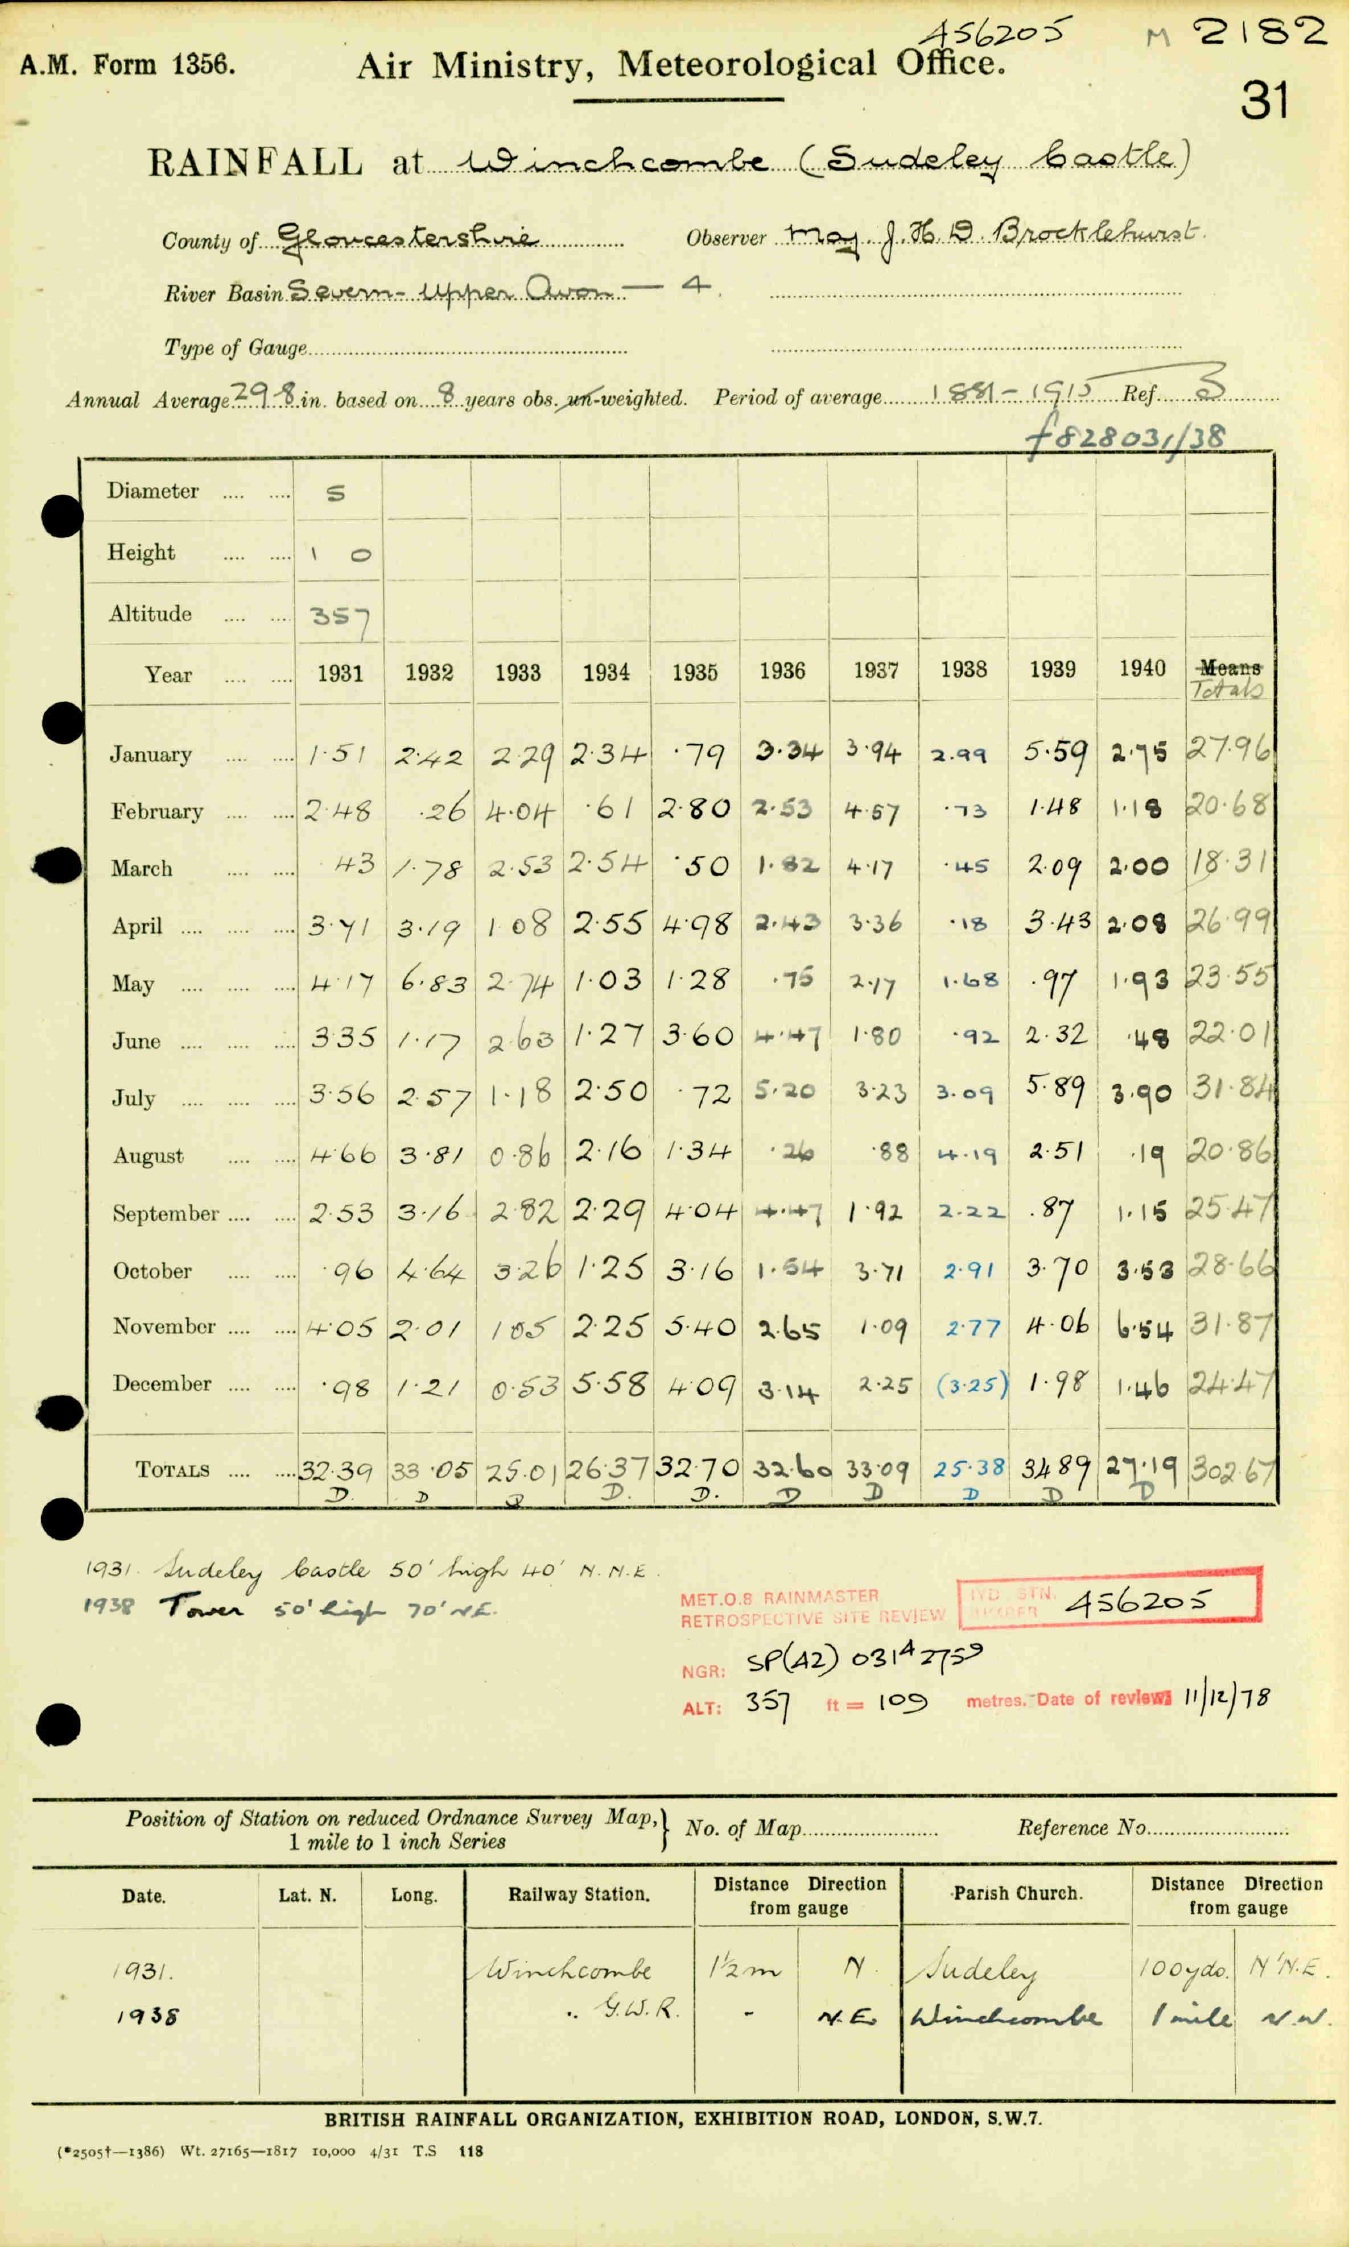 456205 M 2182
A.M. Form 1356. Air Ministry, Meteorological Office.
31
RAINFALL at Winchcombe (Sudeley Castle)
County of Gloucestershire Observer Maj. J. H. D. Brocklehurst.
River Basin Severn - Upper Avon — 4
Type of Gauge
Annual Average 29.8 in. based on 8 years obs. un-weighted. Period of average 1881 - 1915 Ref. 3
f828031/38
Diameter 5
Height 1 0
Altitude 357
Year 1931 1932 1933 1934 1935 1936 1937 1938 1939 1940 Means
Totals
January 1.51 2.42 2.29 2.34 .79 3.34 3.94 2.99 5.59 2.75 27.96
February 2.48 .26 4.04 .61 2.80 2.53 4.57 .73 1.48 1.18 20.68
March .43 1.78 2.53 2.54 .50 1.82 4.17 .45 2.09 2.00 18.31
April 3.71 3.19 1.08 2.55 4.98 2.43 3.36 .18 3.43 2.08 26.99
May 4.17 6.83 2.74 1.03 1.28 .75 2.17 1.68 .97 1.93 23.55
June 3.35 1.17 2.63 1.27 3.60 4.47 1.80 .92 2.32 .48 22.01
July 3.56 2.57 1.18 2.50 .72 5.20 3.23 3.09 5.89 3.90 31.84
August 4.66 3.81 0.86 2.16 1.34 .26 .88 4.19 2.51 .19 20.86
September 2.53 3.16 2.82 2.29 4.04 4.47 1.92 2.22 .87 1.15 25.47
October .96 4.64 3.26 1.25 3.16 1.54 3.71 2.91 3.70 3.53 28.66
November 4.05 2.01 1.05 2.25 5.40 2.65 1.09 2.77 4.06 6.54 31.87
December .98 1.21 0.53 5.58 4.09 3.14 2.25 (3.25) 1.98 1.46 24.47
TOTALS 32.39 33.05 25.01 26.37 32.70 32.60 33.09 25.38 34.89 27.19 302.67
D. D D D. D. D D D D D
1931. Sudeley Castle 50' high 40' N.N.E.
1938 Tower 50' high 70' N.E.
MET.O.8 RAINMASTER
RETROSPECTIVE SITE REVIEW
STN. 456205
NGR: SP(42) 0314 2759
ALT: 357 ft = 109 metres. Date of review 11/12/78
Position of Station on reduced Ordnance Survey Map, } No. of Map Reference No.
1 mile to 1 inch Series
Date. Lat. N. Long. Railway Station. Distance Direction from gauge Parish Church. Distance Direction from gauge
1931. Winchcombe 1½m N. Sudeley 100yds. N'N.E.
1938 " G.W.R. - N.E. Winchcombe 1 mile N.W.
BRITISH RAINFALL ORGANIZATION, EXHIBITION ROAD, LONDON, S.W.7.
(*2505†—1386) Wt. 27165—1817 10,000 4/31 T.S 118